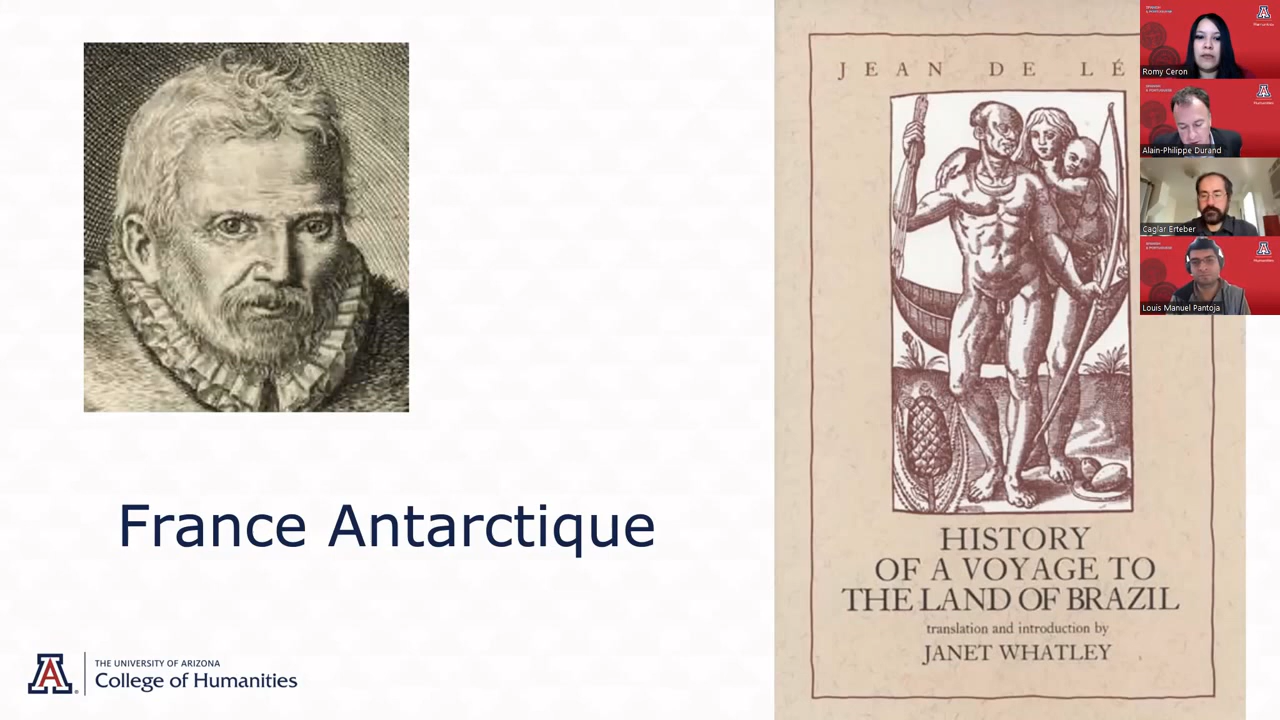 France Antarctique
THE UNIVERSITY OF ARIZONA
College of Humanities
JEAN DE LÉ
HISTORY
OF A VOYAGE TO
THE LAND OF BRAZIL
translation and introduction by
JANET WHATLEY
Romy Ceron
Alain-Philippe Durand
Caglar Erteber
Louis Manuel Pantoja